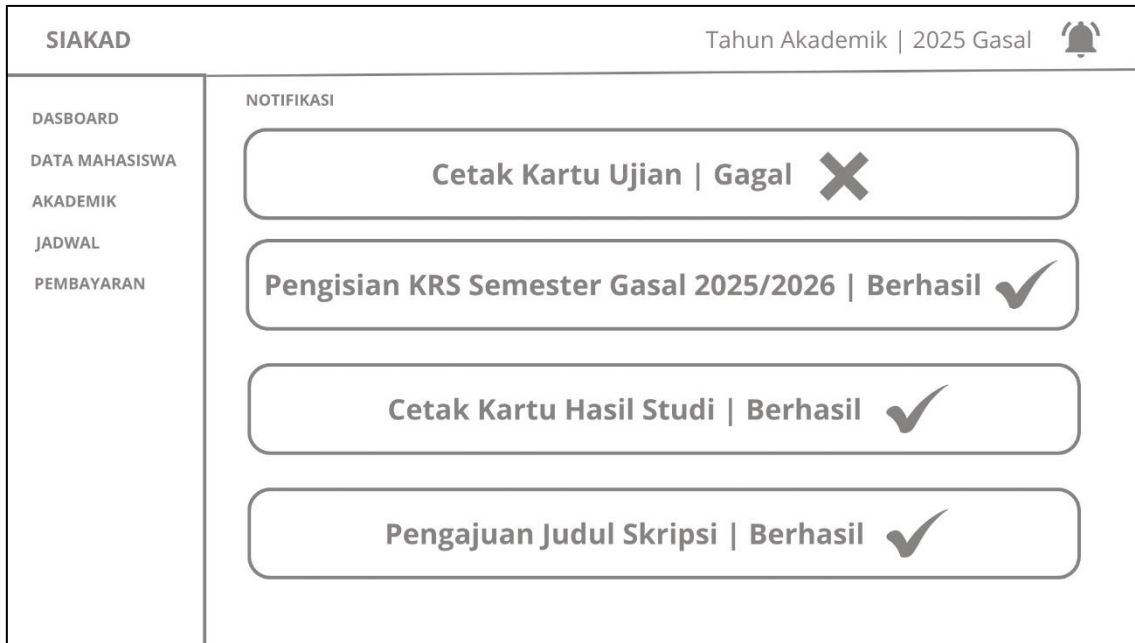 SIAKAD
Tahun Akademik | 2025 Gasal
DASBOARD
DATA MAHASISWA
AKADEMIK
JADWAL
PEMBAYARAN
NOTIFIKASI
Cetak Kartu Ujian | Gagal
Pengisian KRS Semester Gasal 2025/2026 | Berhasil
Cetak Kartu Hasil Studi | Berhasil
Pengajuan Judul Skripsi | Berhasil